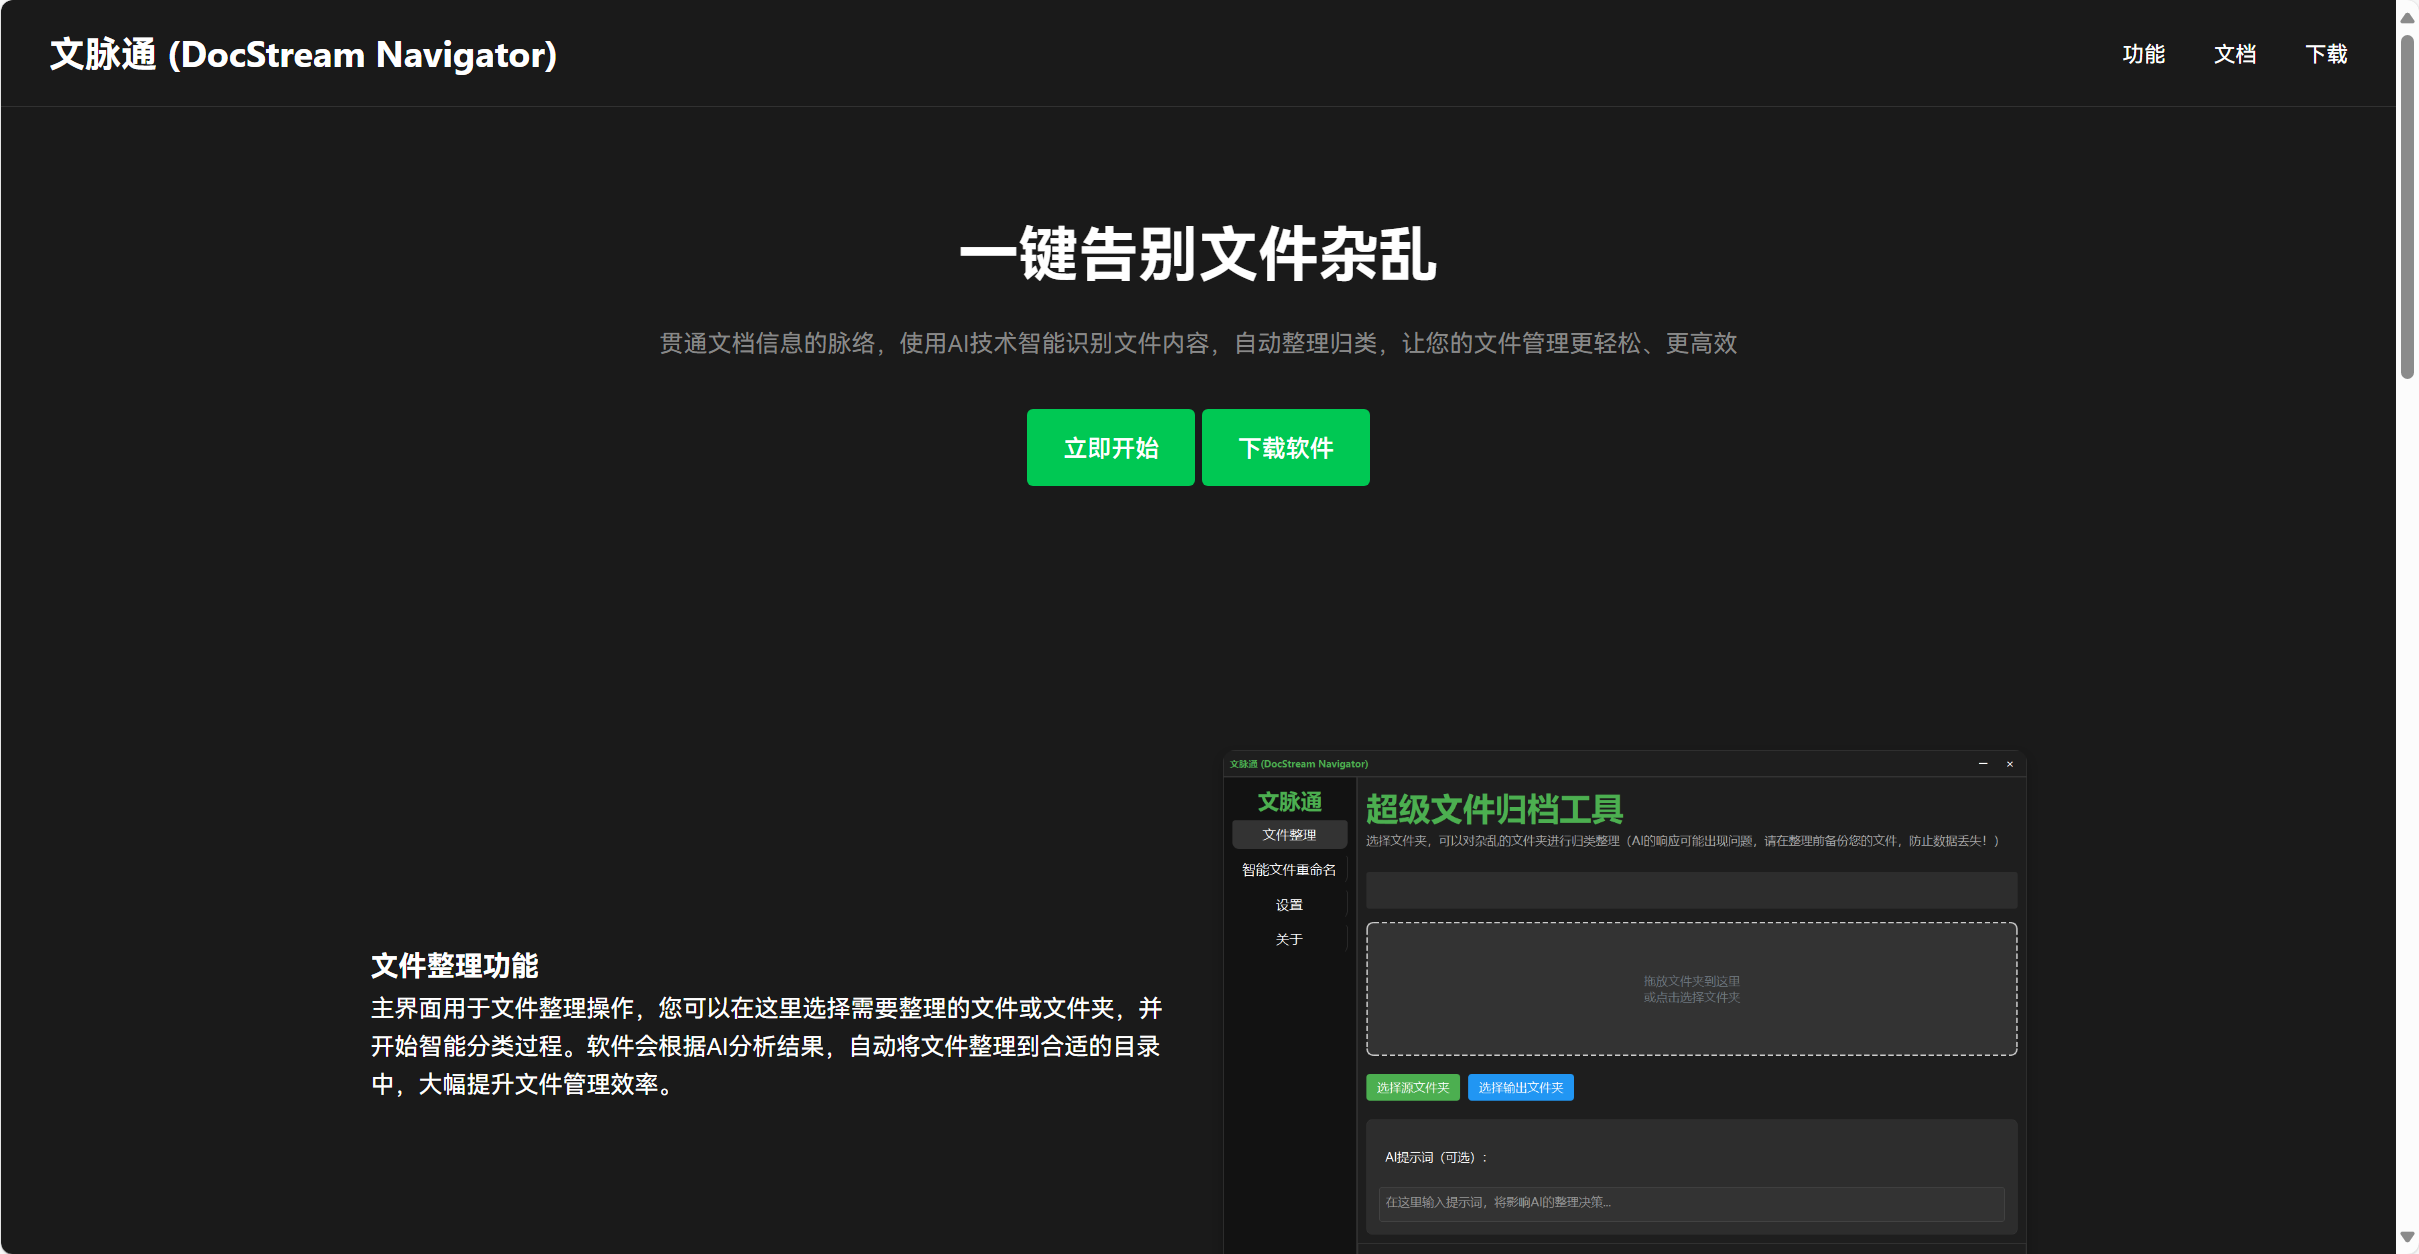 文脉通 (DocStream Navigator)
功能
文档
下载
一键告别文件杂乱
贯通文档信息的脉络，使用AI技术智能识别文件内容，自动整理归类，让您的文件管理更轻松、更高效
立即开始
下载软件
文件整理功能
主界面用于文件整理操作，您可以在这里选择需要整理的文件或文件夹，并
开始智能分类过程。软件会根据AI分析结果，自动将文件整理到合适的目录
中，大幅提升文件管理效率。
文脉通 (DocStream Navigator)
文脉通
文件整理
智能文件重命名
设置
关于
超级文件归档工具
选择文件夹，可以对杂乱的文件夹进行归类整理（AI的响应可能出现问题，请在整理前备份您的文件，防止数据丢失！）
拖放文件夹到这里
或点击选择文件夹
选择源文件夹
选择输出文件夹
AI提示词（可选）：
在这里输入提示词，将影响AI的整理决策...